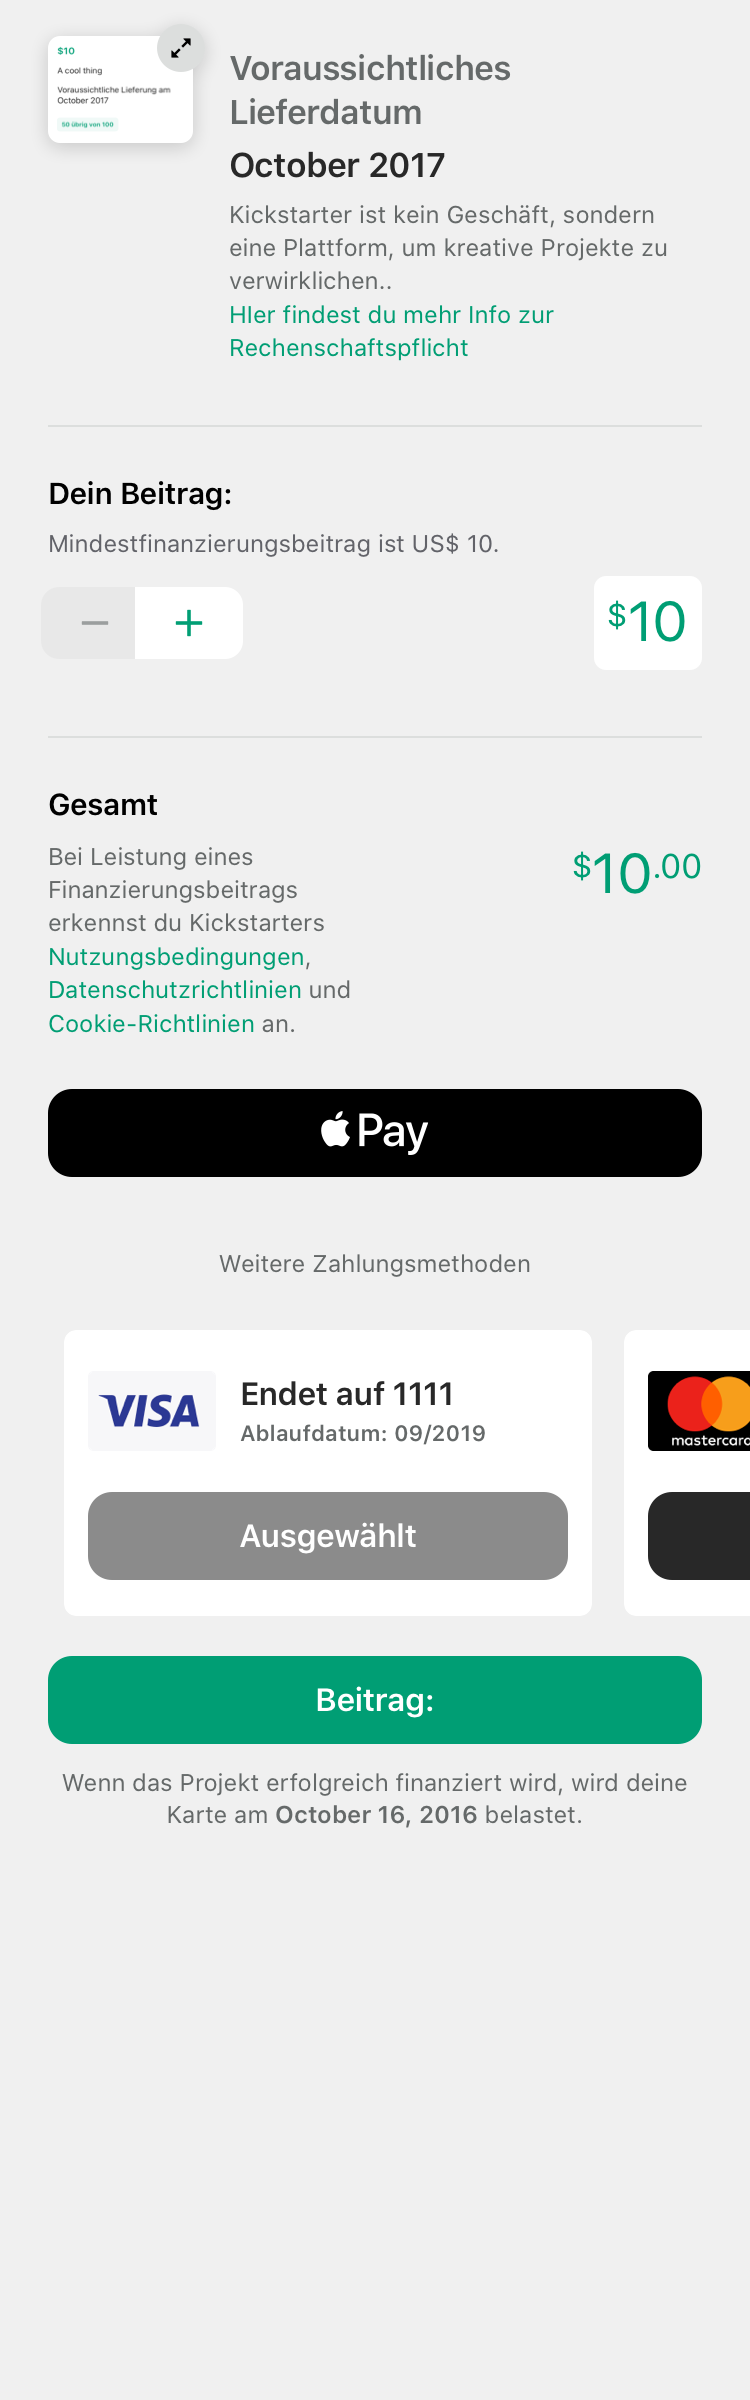 $10
A cool thing
Voraussichtliche Lieferung am
October 2017
50 übrig von 100
Voraussichtliches
Lieferdatum
October 2017
Kickstarter ist kein Geschäft, sondern
eine Plattform, um kreative Projekte zu
verwirklichen..
HIer findest du mehr Info zur
Rechenschaftspflicht
Dein Beitrag:
Mindestfinanzierungsbeitrag ist US$ 10.
$10
Gesamt
Bei Leistung eines
Finanzierungsbeitrags
erkennst du Kickstarters
Nutzungsbedingungen,
Datenschutzrichtlinien und
Cookie-Richtlinien an.
$10.00
Pay
Weitere Zahlungsmethoden
VISA
Endet auf 1111
Ablaufdatum: 09/2019
Ausgewählt
mastercard
Beitrag:
Wenn das Projekt erfolgreich finanziert wird, wird deine
Karte am October 16, 2016 belastet.